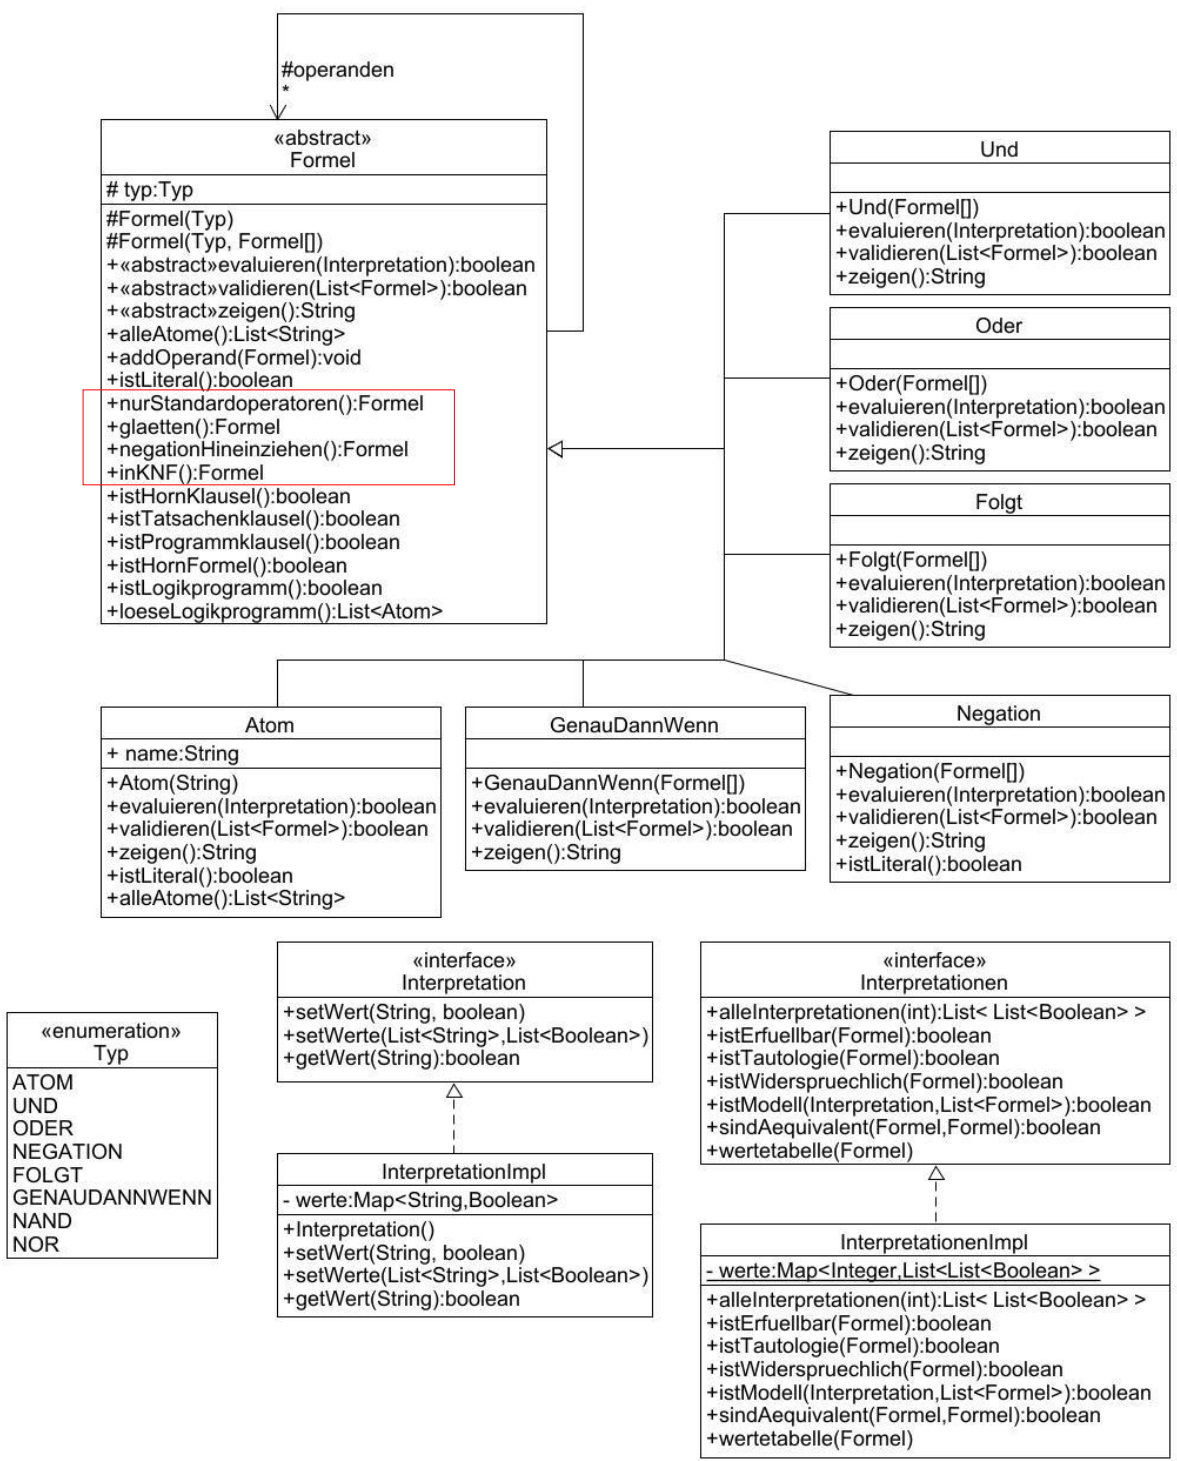 #operanden
*
«abstract»
Formel
# typ:Typ
#Formel(Typ)
#Formel(Typ, Formel[])
+«abstract»evaluieren(Interpretation):boolean
+«abstract»validieren(List<Formel>):boolean
+«abstract»zeigen():String
+alleAtome():List<String>
+addOperand(Formel):void
+istLiteral():boolean
+nurStandardoperatoren():Formel
+glaetten():Formel
+negationHineinziehen():Formel
+inKNF():Formel
+istHornKlausel():boolean
+istTatsachenklausel():boolean
+istProgrammklausel():boolean
+istHornFormel():boolean
+istLogikprogramm():boolean
+loeseLogikprogramm():List<Atom>
Und
+Und(Formel[])
+evaluieren(Interpretation):boolean
+validieren(List<Formel>):boolean
+zeigen():String
Oder
+Oder(Formel[])
+evaluieren(Interpretation):boolean
+validieren(List<Formel>):boolean
+zeigen():String
Folgt
+Folgt(Formel[])
+evaluieren(Interpretation):boolean
+validieren(List<Formel>):boolean
+zeigen():String
Atom
+ name:String
+Atom(String)
+evaluieren(Interpretation):boolean
+validieren(List<Formel>):boolean
+zeigen():String
+istLiteral():boolean
+alleAtome():List<String>
GenauDannWenn
+GenauDannWenn(Formel[])
+evaluieren(Interpretation):boolean
+validieren(List<Formel>):boolean
+zeigen():String
Negation
+Negation(Formel[])
+evaluieren(Interpretation):boolean
+validieren(List<Formel>):boolean
+zeigen():String
+istLiteral():boolean
«enumeration»
Typ
ATOM
UND
ODER
NEGATION
FOLGT
GENAUDANNWENN
NAND
NOR
«interface»
Interpretation
+setWert(String, boolean)
+setWerte(List<String>,List<Boolean>)
+getWert(String):boolean
InterpretationImpl
- werte:Map<String,Boolean>
+Interpretation()
+setWert(String, boolean)
+setWerte(List<String>,List<Boolean>)
+getWert(String):boolean
«interface»
Interpretationen
+alleInterpretationen(int):List< List<Boolean> >
+istErfuellbar(Formel):boolean
+istTautologie(Formel):boolean
+istWiderspruechlich(Formel):boolean
+istModell(Interpretation,List<Formel>):boolean
+sindAequivalent(Formel,Formel):boolean
+wertetabelle(Formel)
InterpretationenImpl
- werte:Map<Integer,List<List<Boolean> >
+alleInterpretationen(int):List< List<Boolean> >
+istErfuellbar(Formel):boolean
+istTautologie(Formel):boolean
+istWiderspruechlich(Formel):boolean
+istModell(Interpretation,List<Formel>):boolean
+sindAequivalent(Formel,Formel):boolean
+wertetabelle(Formel)